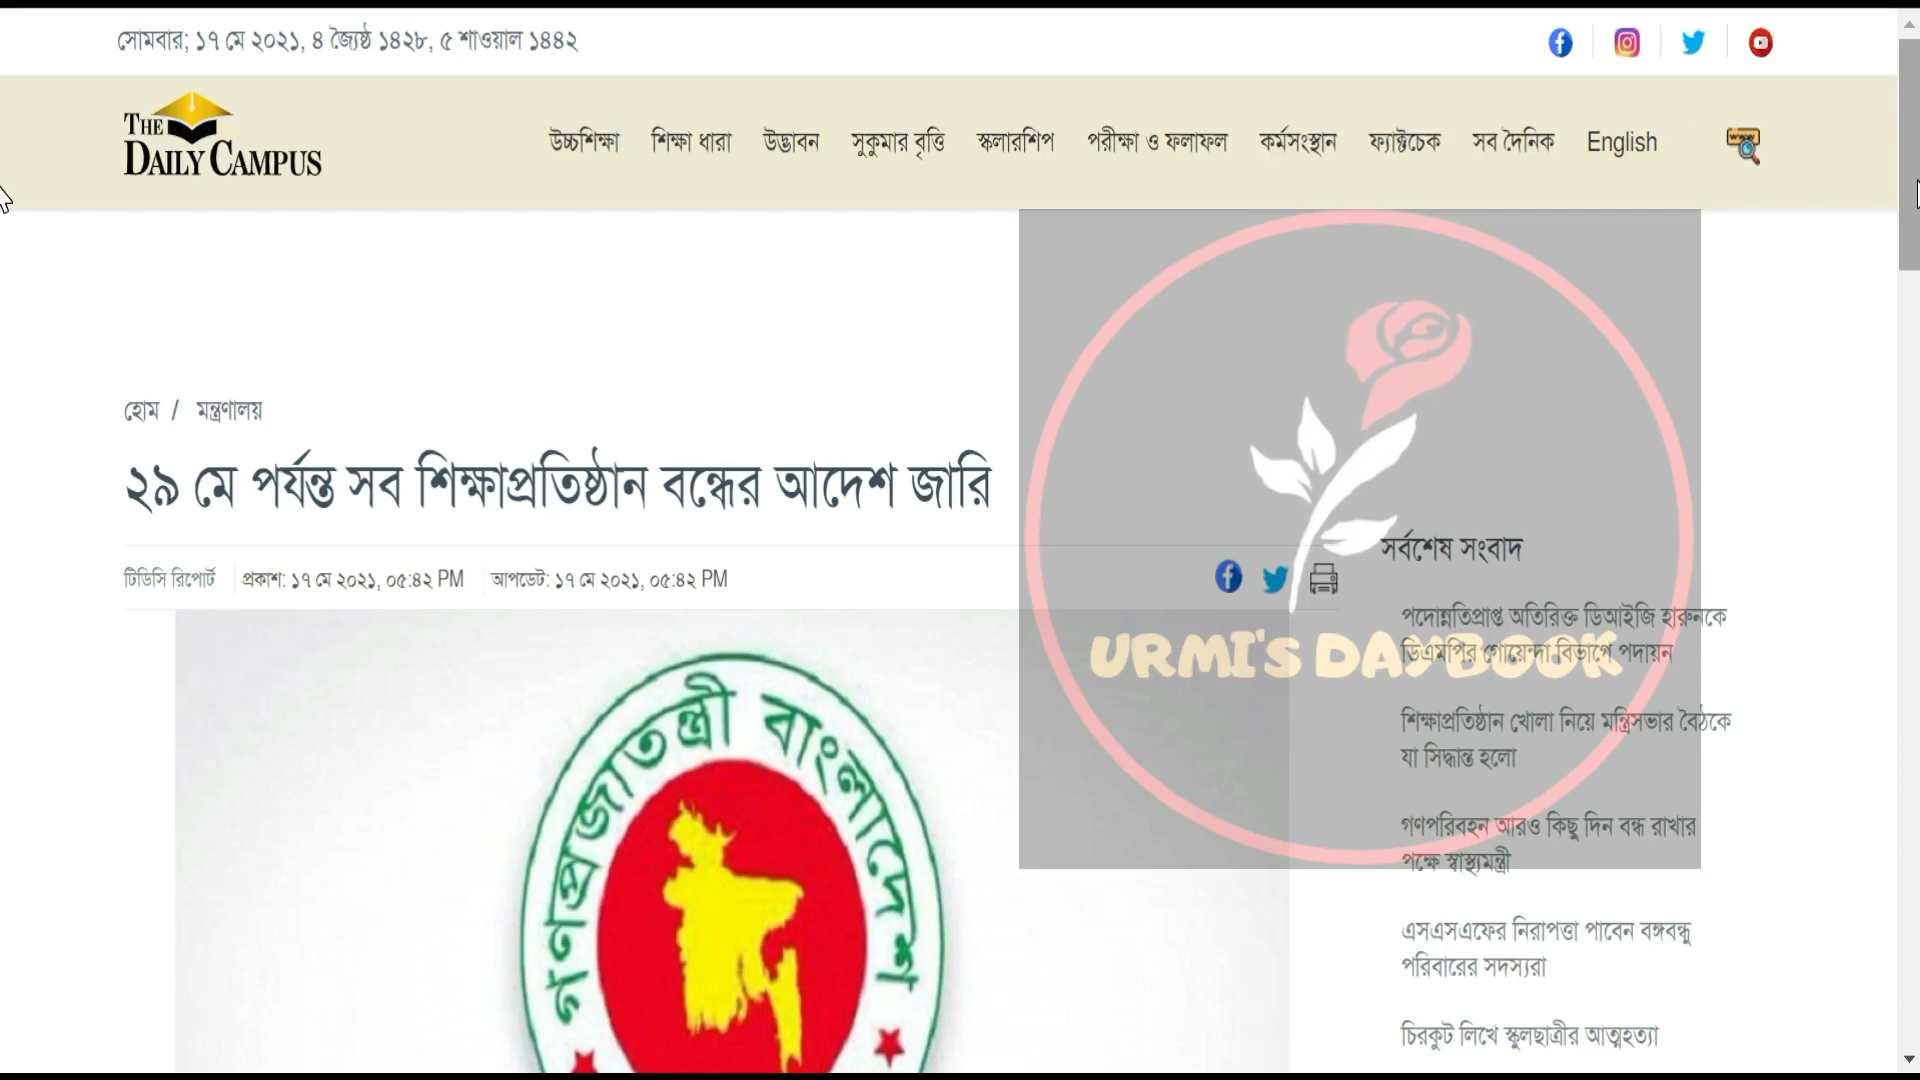 সোমবার; ১৭ মে ২০২১, ৪ জ্যৈষ্ঠ ১৪২৮, ৫ শাওয়াল ১৪৪২
THE
DAILY CAMPUS
উচ্চশিক্ষা শিক্ষা ধারা উদ্ভাবন সুকুমার বৃত্তি স্কলারশিপ পরীক্ষা ও ফলাফল কর্মসংস্থান ফ্যাক্টচেক সব দৈনিক English
হোম / মন্ত্রণালয়
২৯ মে পর্যন্ত সব শিক্ষাপ্রতিষ্ঠান বন্ধের আদেশ জারি
টিডিসি রিপোর্ট প্রকাশ: ১৭ মে ২০২১, ০৫:৪২ PM আপডেট: ১৭ মে ২০২১, ০৫:৪২ PM
গণপ্রজাতন্ত্রী বাংলাদেশ
URMI's DAYBOOK
সর্বশেষ সংবাদ
পদোন্নতিপ্রাপ্ত অতিরিক্ত ডিআইজি হারুনকে
ডিএমপির গোয়েন্দা বিভাগে পদায়ন
শিক্ষাপ্রতিষ্ঠান খোলা নিয়ে মন্ত্রিসভার বৈঠকে
যা সিদ্ধান্ত হলো
গণপরিবহন আরও কিছু দিন বন্ধ রাখার
পক্ষে স্বাস্থ্যমন্ত্রী
এসএসএফের নিরাপত্তা পাবেন বঙ্গবন্ধু
পরিবারের সদস্যরা
চিরকুট লিখে স্কুলছাত্রীর আত্মহত্যা